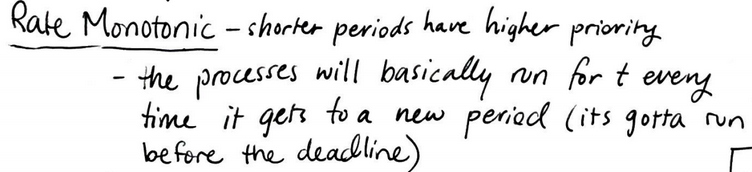 Rate Monotonic - shorter periods have higher priority
- the processes will basically run for t every
time it gets to a new period (its gotta run
before the deadline)